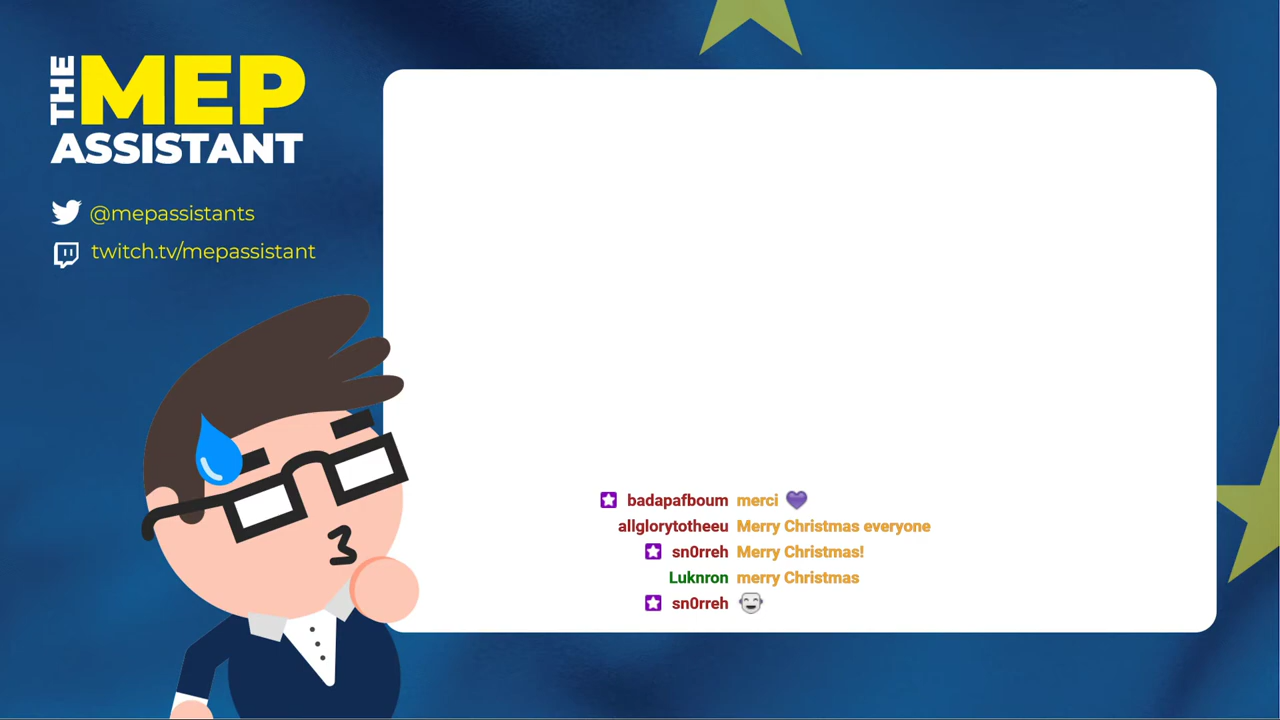 THE MEP
ASSISTANT
@mepassistants
twitch.tv/mepassistant
badapafboum merci
allglorytotheeu Merry Christmas everyone
sn0rreh Merry Christmas!
Luknron merry Christmas
sn0rreh